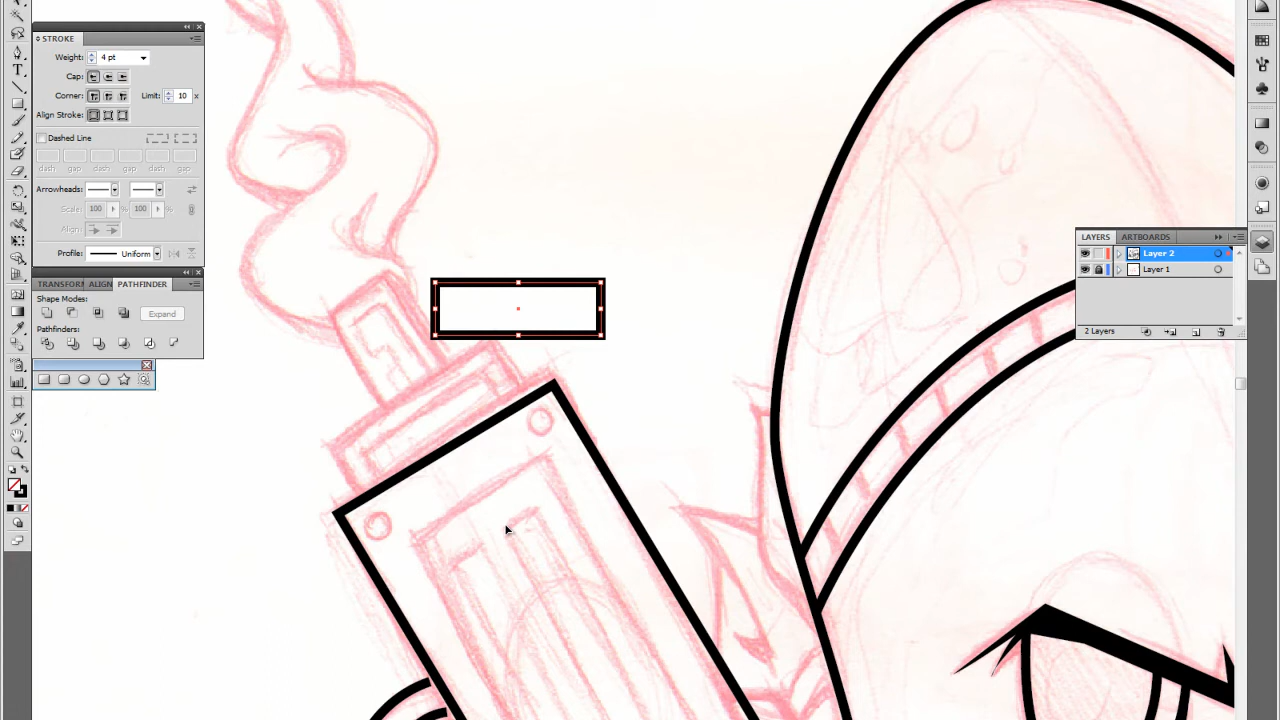 STROKE
Weight: 4 pt
Cap:
Corner: Limit: 10 x
Align Stroke:
Dashed Line
dash gap dash gap dash gap
Arrowheads:
Scale: 100 % 100 %
Align:
Profile: Uniform
TRANSFORM ALIGN PATHFINDER
Shape Modes:
Expand
Pathfinders:
LAYERS ARTBOARDS
Layer 2
Layer 1
2 Layers